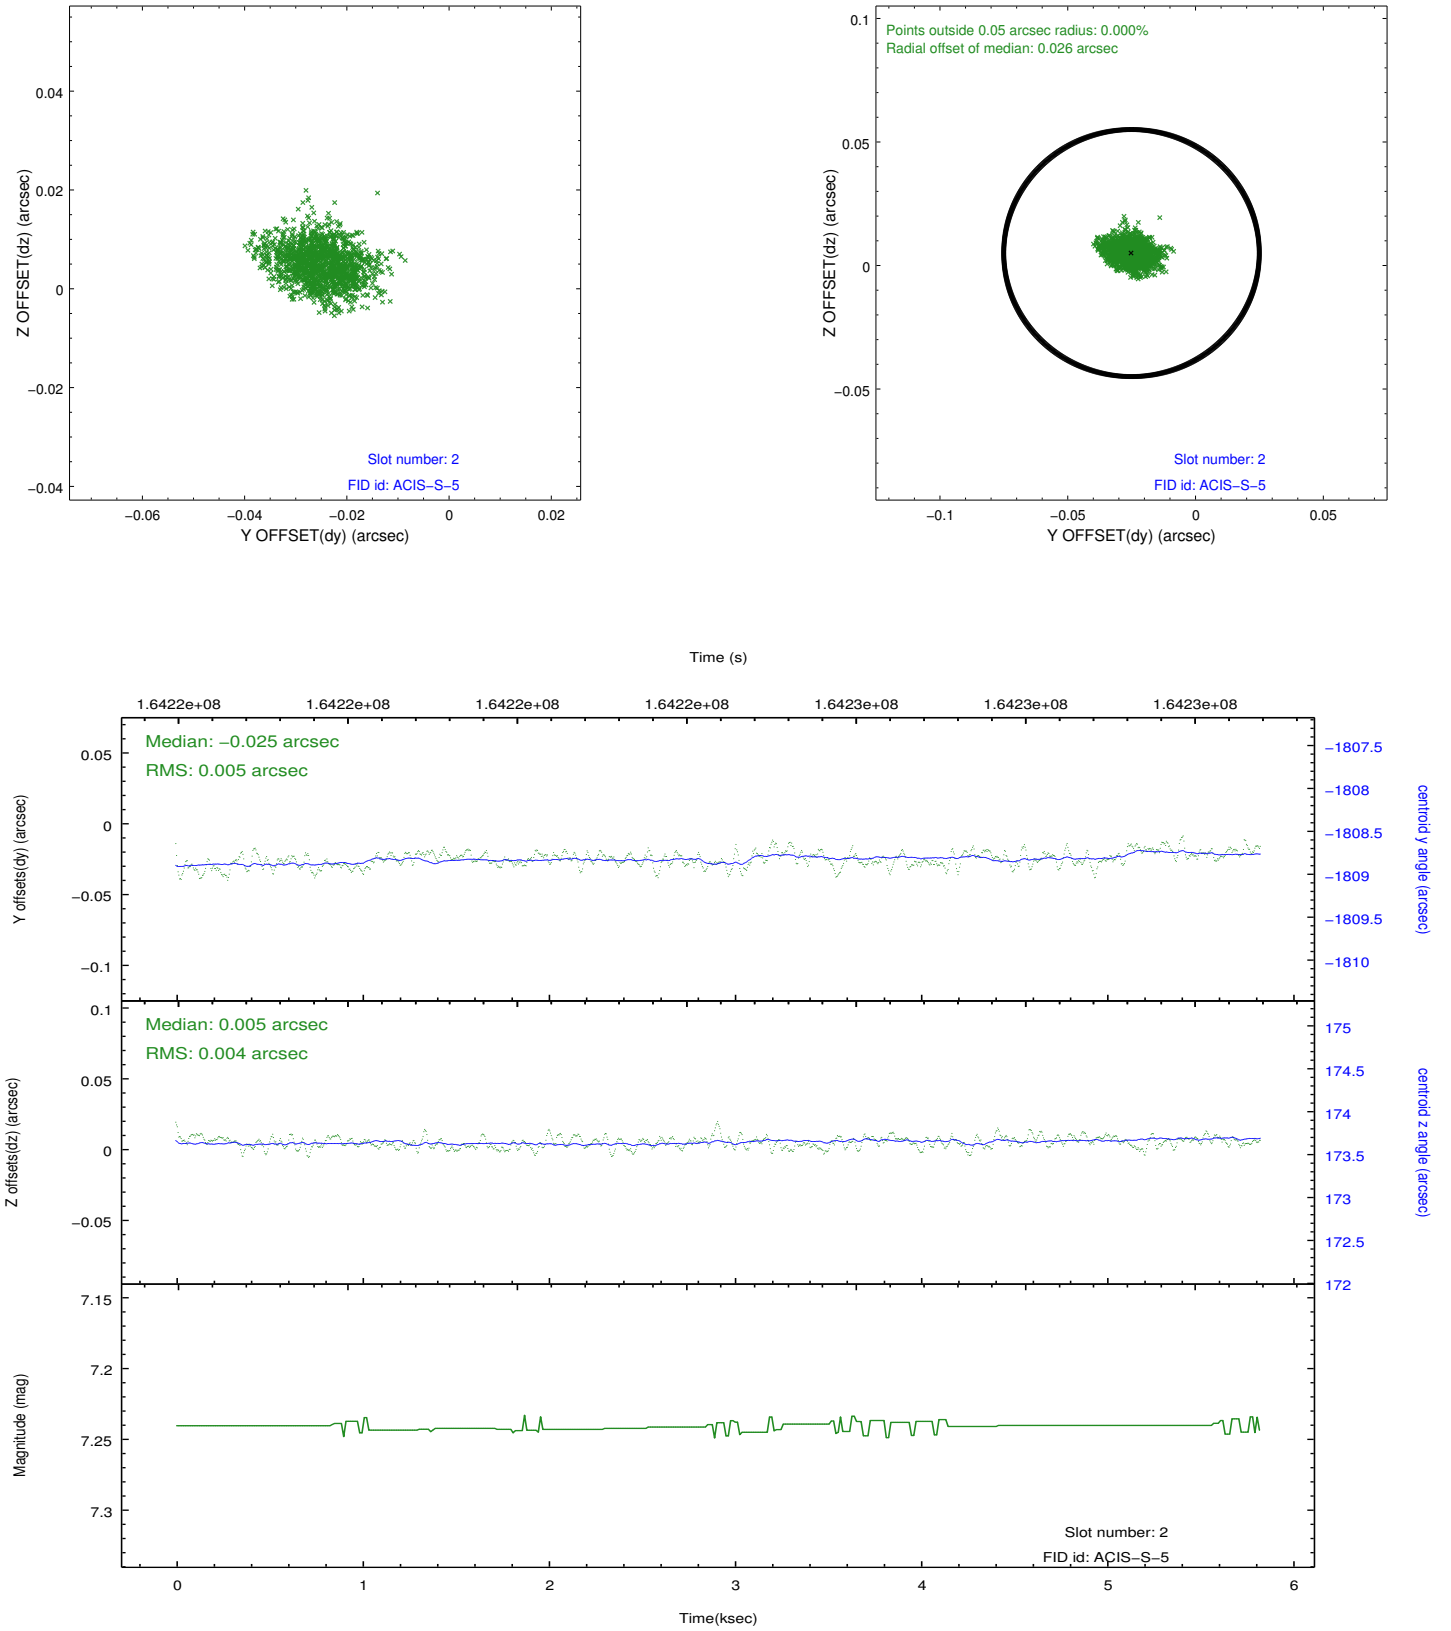 0.04
0.02
0
−0.02
−0.04
Z OFFSET(dz) (arcsec)
Slot number: 2
FID id: ACIS−S−5
−0.06
−0.04
−0.02
0
0.02
Y OFFSET(dy) (arcsec)
Points outside 0.05 arcsec radius: 0.000%
Radial offset of median: 0.026 arcsec
0.1
0.05
0
−0.05
Z OFFSET(dz) (arcsec)
Slot number: 2
FID id: ACIS−S−5
−0.1
−0.05
0
0.05
Y OFFSET(dy) (arcsec)
Time (s)
1.6422e+08
1.6422e+08
1.6422e+08
1.6422e+08
1.6423e+08
1.6423e+08
1.6423e+08
Median: −0.025 arcsec
RMS: 0.005 arcsec
0.05
0
−0.05
−0.1
Y offsets(dy) (arcsec)
−1807.5
−1808
−1808.5
−1809
−1809.5
−1810
centroid y angle (arcsec)
Median: 0.005 arcsec
RMS: 0.004 arcsec
0.1
0.05
0
−0.05
Z offsets(dz) (arcsec)
175
174.5
174
173.5
173
172.5
172
centroid z angle (arcsec)
7.15
7.2
7.25
7.3
Magnitude (mag)
Slot number: 2
FID id: ACIS−S−5
0
1
2
3
4
5
6
Time(ksec)